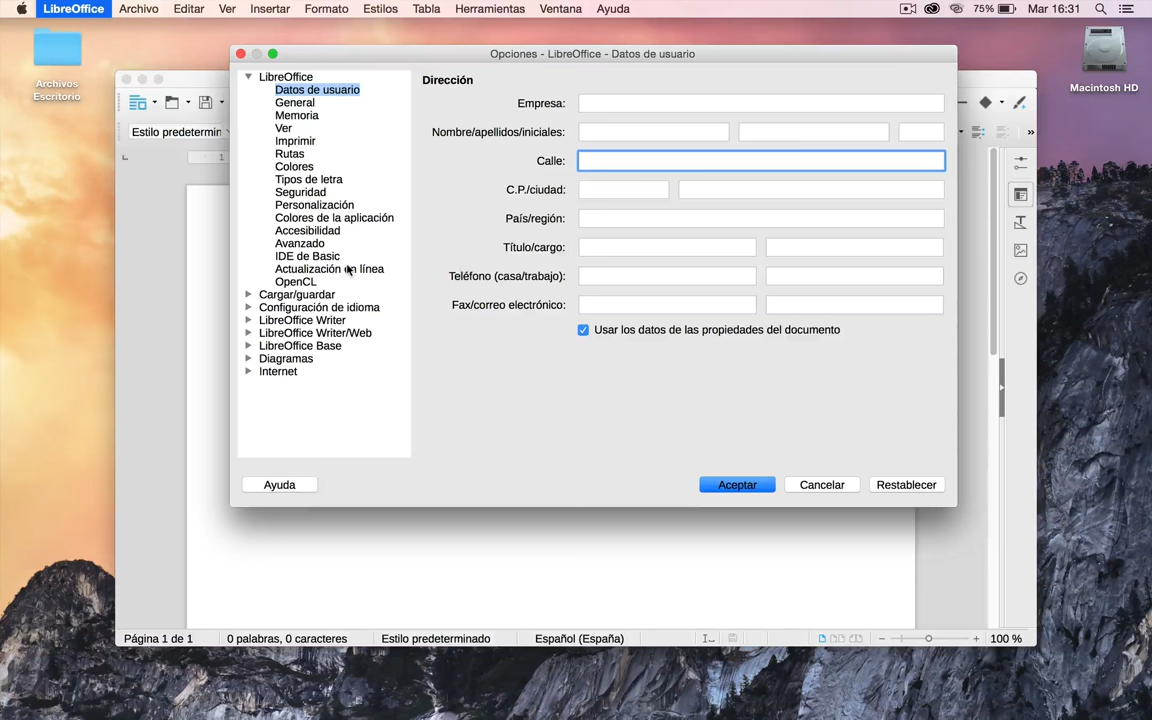 LibreOffice Archivo Editar Ver Insertar Formato Estilos Tabla Herramientas Ventana Ayuda 75% Mar 16:31
Archivos
Escritorio
Macintosh HD
Opciones - LibreOffice - Datos de usuario
LibreOffice
Datos de usuario
General
Memoria
Ver
Imprimir
Rutas
Colores
Tipos de letra
Seguridad
Personalización
Colores de la aplicación
Accesibilidad
Avanzado
IDE de Basic
Actualización en línea
OpenCL
Cargar/guardar
Configuración de idioma
LibreOffice Writer
LibreOffice Writer/Web
LibreOffice Base
Diagramas
Internet
Dirección
Empresa:
Nombre/apellidos/iniciales:
Calle:
C.P./ciudad:
País/región:
Título/cargo:
Teléfono (casa/trabajo):
Fax/correo electrónico:
Usar los datos de las propiedades del documento
Ayuda Aceptar Cancelar Restablecer
Estilo predetermin
1
Página 1 de 1 0 palabras, 0 caracteres Estilo predeterminado Español (España) 100 %